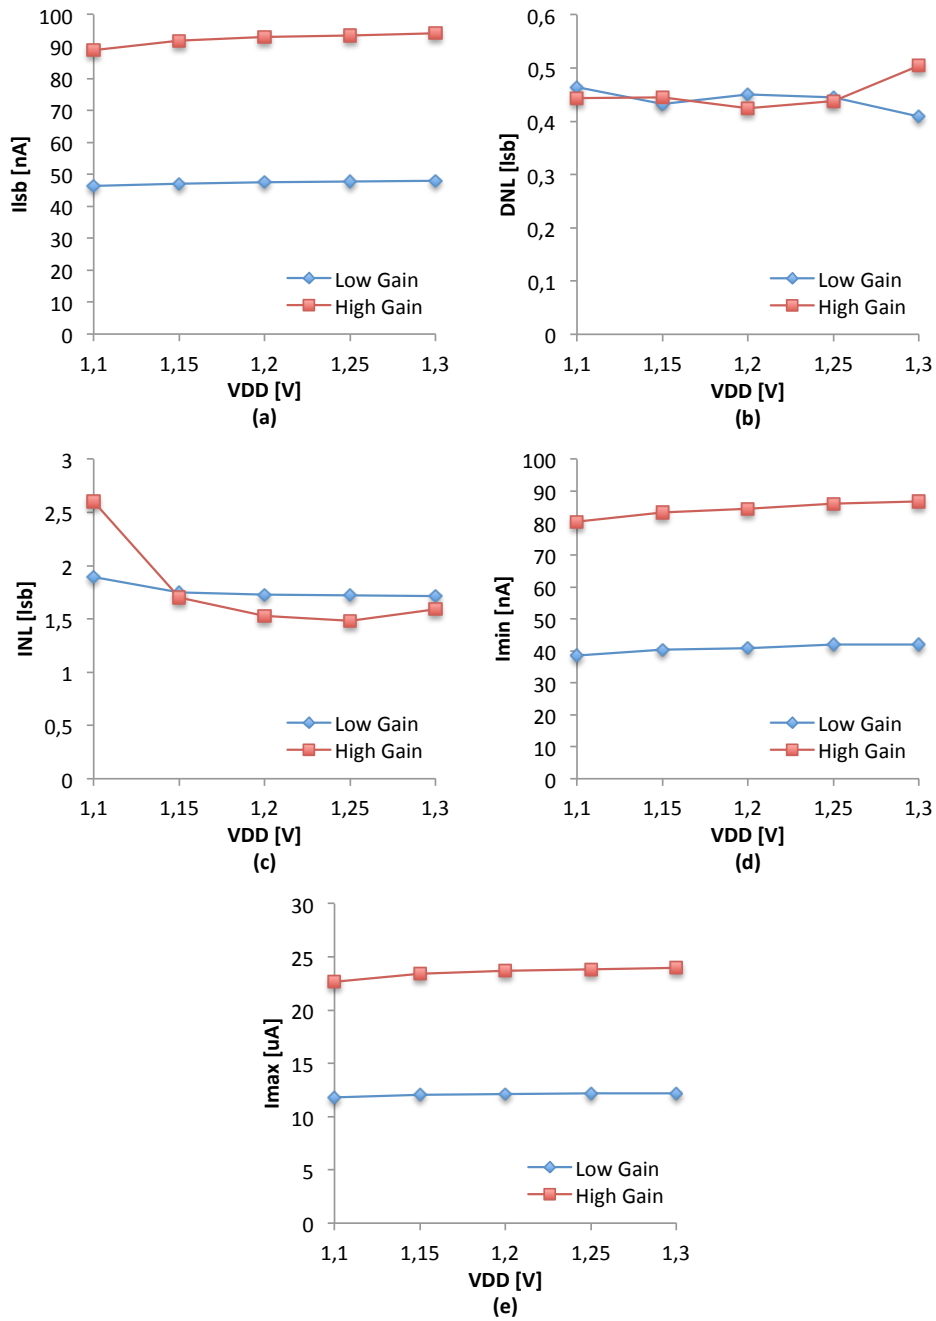 100
90
80
70
60
50
40
30
20
10
0
Ilsb [nA]
Low Gain
High Gain
1,1 1,15 1,2 1,25 1,3
VDD [V]
(a)
0,6
0,5
0,4
0,3
0,2
0,1
0
DNL [lsb]
Low Gain
High Gain
1,1 1,15 1,2 1,25 1,3
VDD [V]
(b)
3
2,5
2
1,5
1
0,5
0
INL [lsb]
Low Gain
High Gain
1,1 1,15 1,2 1,25 1,3
VDD [V]
(c)
100
90
80
70
60
50
40
30
20
10
0
Imin [nA]
Low Gain
High Gain
1,1 1,15 1,2 1,25 1,3
VDD [V]
(d)
30
25
20
15
10
5
0
Imax [uA]
Low Gain
High Gain
1,1 1,15 1,2 1,25 1,3
VDD [V]
(e)